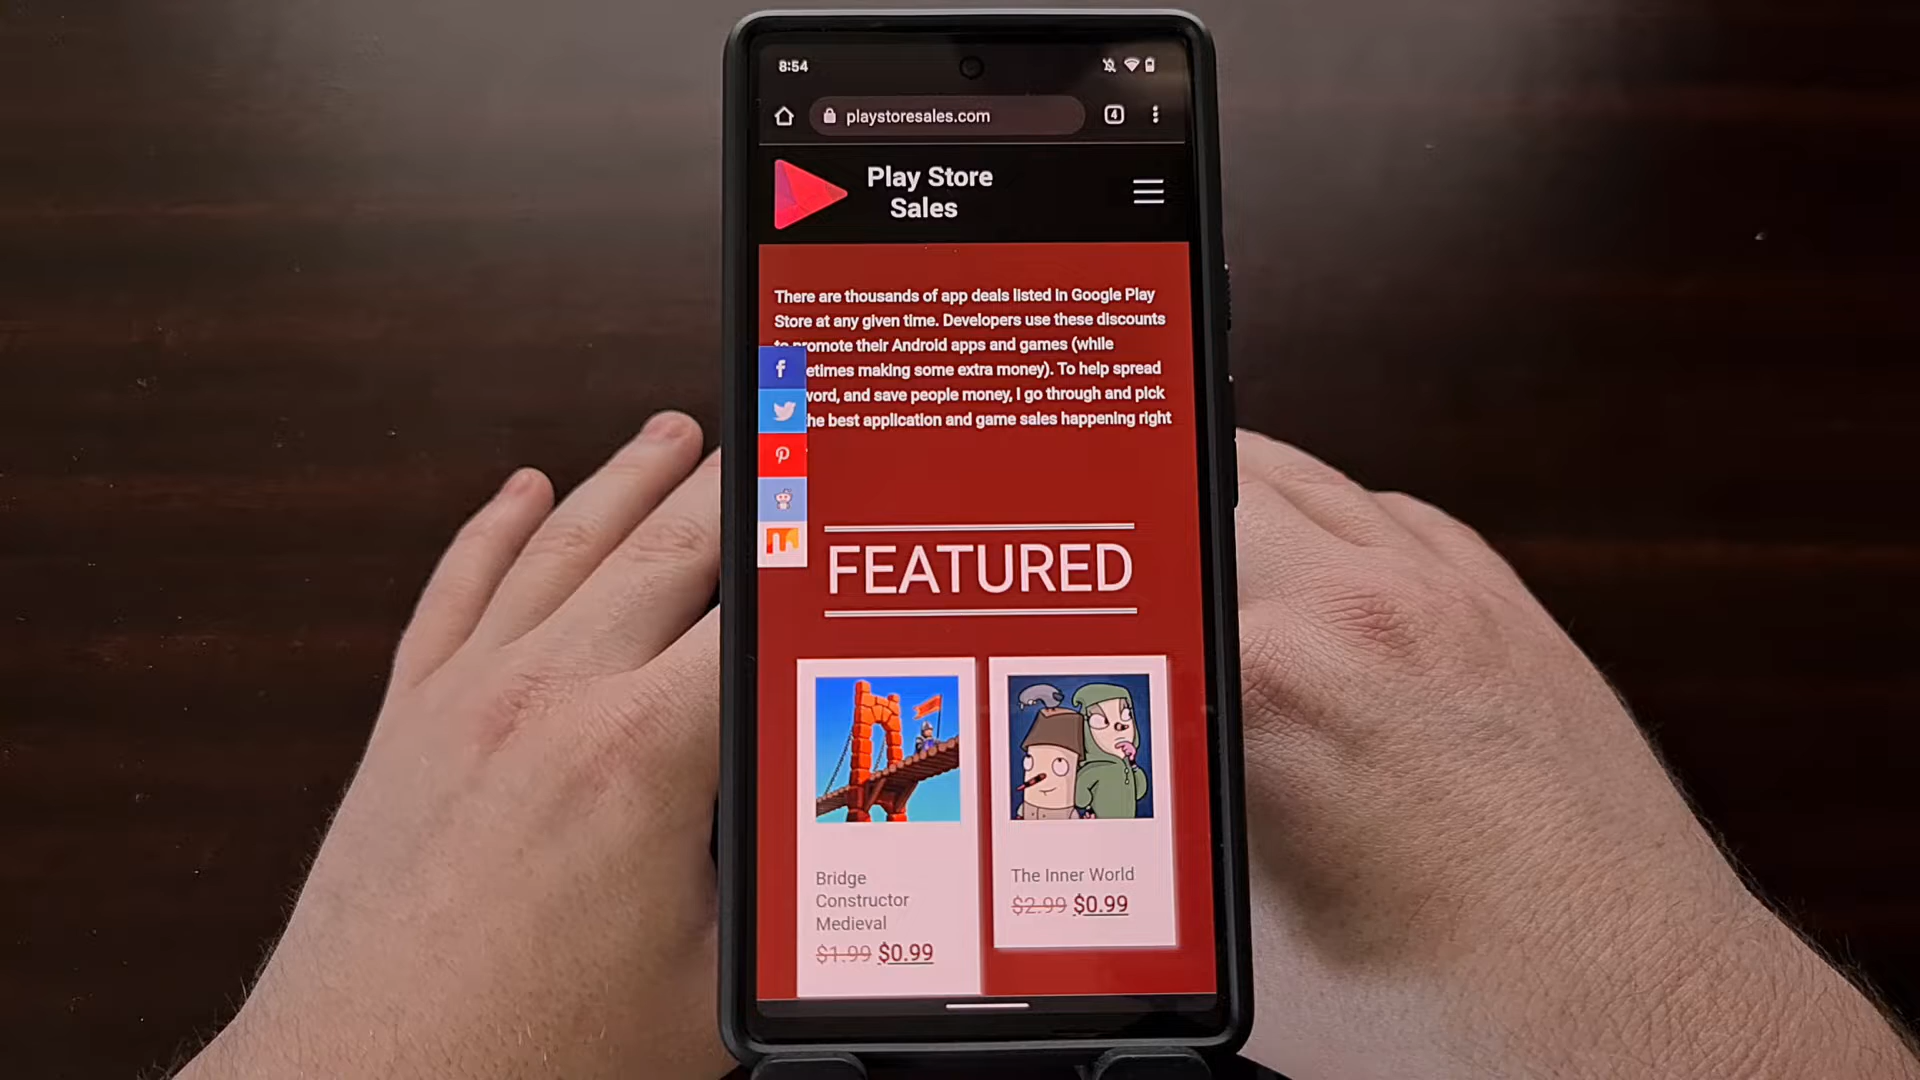 8:54
playstoresales.com
4
Play Store
Sales
There are thousands of app deals listed in Google Play
Store at any given time. Developers use these discounts
promote their Android apps and games (while
etimes making some extra money). To help spread
word, and save people money, I go through and pick
he best application and game sales happening right
FEATURED
Bridge
Constructor
Medieval
$1.99 $0.99
The Inner World
$2.99 $0.99